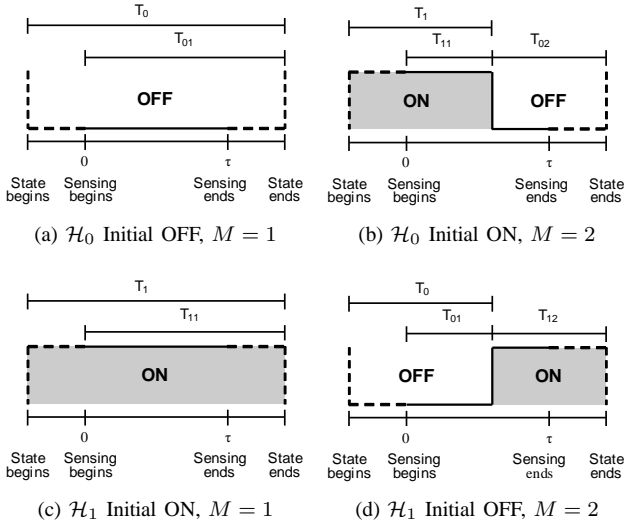 T₀
T₀₁
OFF
0
τ
State begins
Sensing begins
Sensing ends
State ends
(a) ℋ₀ Initial OFF, M = 1
T₁
T₁₁
T₀₂
ON
OFF
0
τ
State begins
Sensing begins
Sensing ends
State ends
(b) ℋ₀ Initial ON, M = 2
T₁
T₁₁
ON
0
τ
State begins
Sensing begins
Sensing ends
State ends
(c) ℋ₁ Initial ON, M = 1
T₀
T₀₁
T₁₂
OFF
ON
0
τ
State begins
Sensing begins
Sensing ends
State ends
(d) ℋ₁ Initial OFF, M = 2